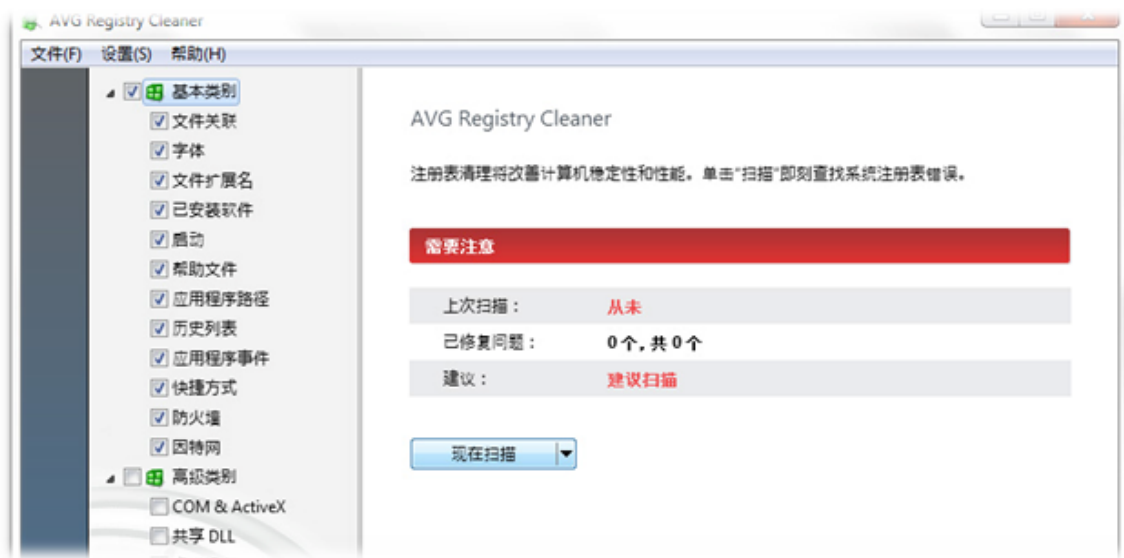 AVG Registry Cleaner
文件(F) 设置(S) 帮助(H)
基本类别
文件关联
字体
文件扩展名
已安装软件
启动
帮助文件
应用程序路径
历史列表
应用程序事件
快捷方式
防火墙
因特网
高级类别
COM & ActiveX
共享 DLL
AVG Registry Cleaner
注册表清理将改善计算机稳定性和性能。单击"扫描"即刻查找系统注册表错误。
需要注意
上次扫描： 从未
已修复问题： 0个, 共0个
建议： 建议扫描
现在扫描